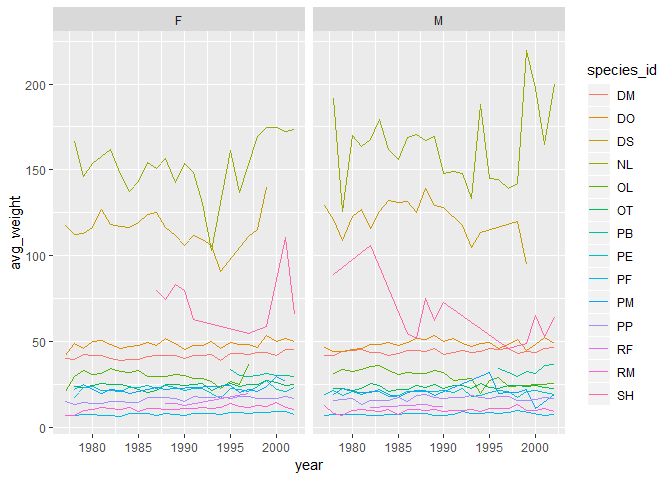 F
M
avg_weight
200
150
100
50
0
1980
1985
1990
1995
2000
1980
1985
1990
1995
2000
year
species_id
DM
DO
DS
NL
OL
OT
PB
PE
PF
PM
PP
RF
RM
SH